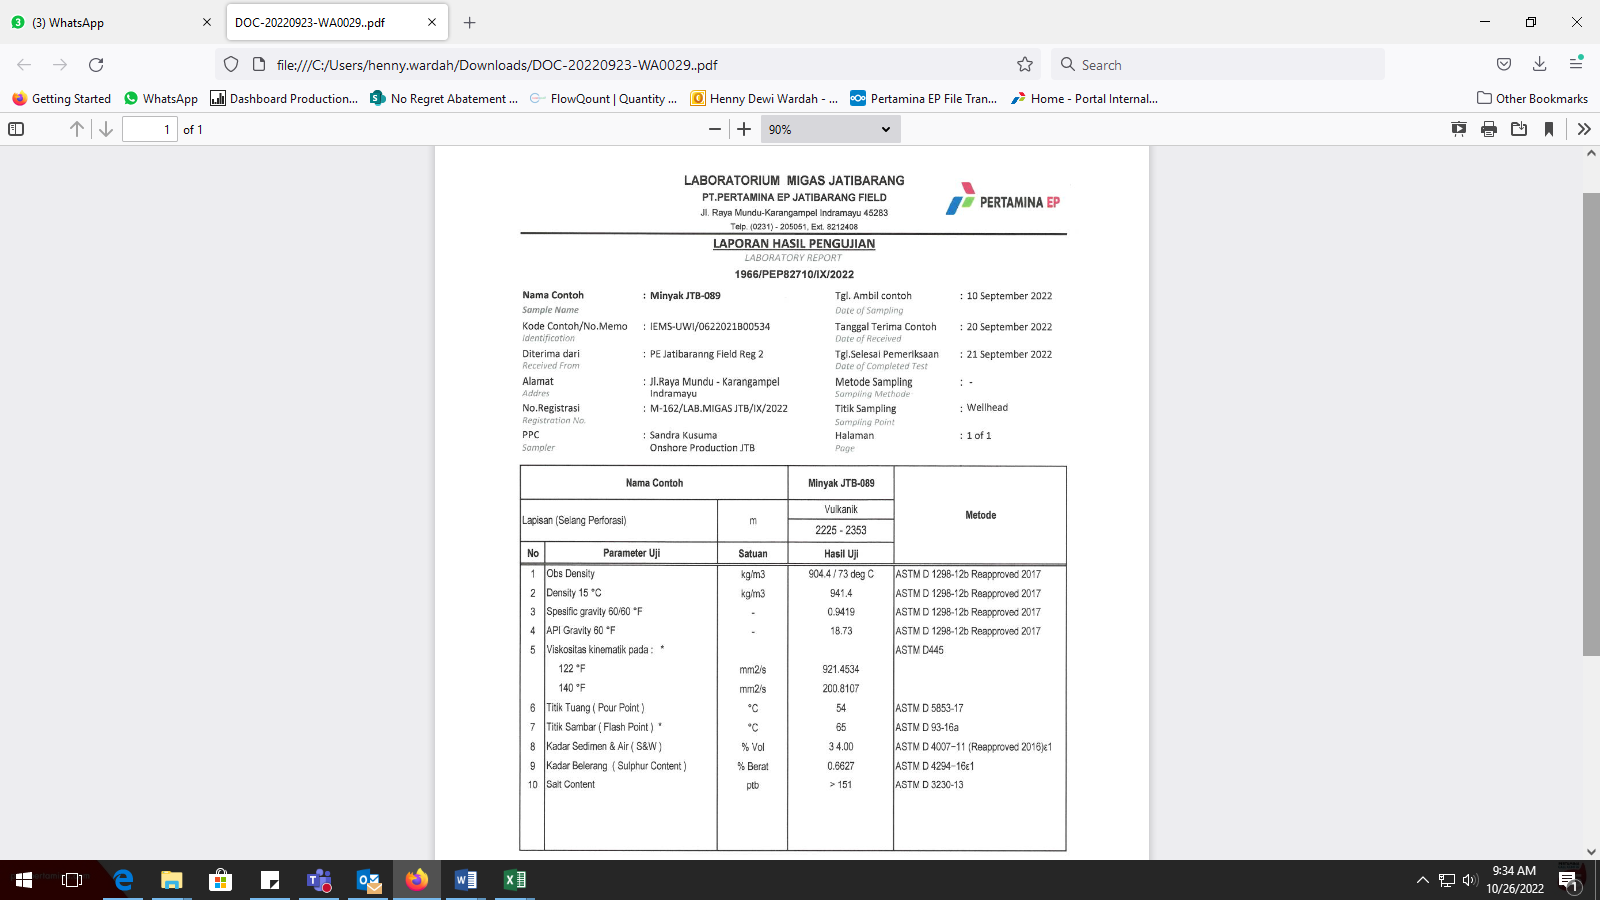 (3) WhatsApp
DOC-20220923-WA0029..pdf
file:///C:/Users/henny.wardah/Downloads/DOC-20220923-WA0029..pdf
Search
Getting Started WhatsApp Dashboard Production... No Regret Abatement ... FlowQount | Quantity ... Henny Dewi Wardah - ... Pertamina EP File Tran... Home - Portal Internal... Other Bookmarks
1 of 1
90%
LABORATORIUM MIGAS JATIBARANG
PT.PERTAMINA EP JATIBARANG FIELD
Jl. Raya Mundu-Karangampel Indramayu 45283
Telp. (0231) - 205051, Ext. 8212408
PERTAMINA EP
LAPORAN HASIL PENGUJIAN
LABORATORY REPORT
1966/PEP82710/IX/2022
Nama Contoh : Minyak JTB-089 Tgl. Ambil contoh : 10 September 2022
Sample Name Date of Sampling
Kode Contoh/No.Memo : IEMS-UWI/0622021B00534 Tanggal Terima Contoh : 20 September 2022
Identification Date of Received
Diterima dari : PE Jatibaranng Field Reg 2 Tgl.Selesai Pemeriksaan : 21 September 2022
Received From Date of Completed Test
Alamat : Jl.Raya Mundu - Karangampel Metode Sampling : -
Addres Indramayu Sampling Methode
No.Registrasi : M-162/LAB.MIGAS JTB/IX/2022 Titik Sampling : Wellhead
Registration No. Sampling Point
PPC : Sandra Kusuma Halaman : 1 of 1
Sampler Onshore Production JTB Page
Nama Contoh Minyak JTB-089 Metode
Lapisan (Selang Perforasi) m Vulkanik
2225 - 2353
No Parameter Uji Satuan Hasil Uji
1 Obs Density kg/m3 904.4 / 73 deg C ASTM D 1298-12b Reapproved 2017
2 Density 15 °C kg/m3 941.4 ASTM D 1298-12b Reapproved 2017
3 Spesific gravity 60/60 °F - 0.9419 ASTM D 1298-12b Reapproved 2017
4 API Gravity 60 °F - 18.73 ASTM D 1298-12b Reapproved 2017
5 Viskositas kinematik pada : * ASTM D445
122 °F mm2/s 921.4534
140 °F mm2/s 200.8107
6 Titik Tuang ( Pour Point ) °C 54 ASTM D 5853-17
7 Titik Sambar ( Flash Point ) * °C 65 ASTM D 93-16a
8 Kadar Sedimen & Air ( S&W ) % Vol 3 4.00 ASTM D 4007-11 (Reapproved 2016)ε1
9 Kadar Belerang ( Sulphur Content ) % Berat 0.6627 ASTM D 4294-16ε1
10 Salt Content ptb > 151 ASTM D 3230-13
9:34 AM
10/26/2022
1